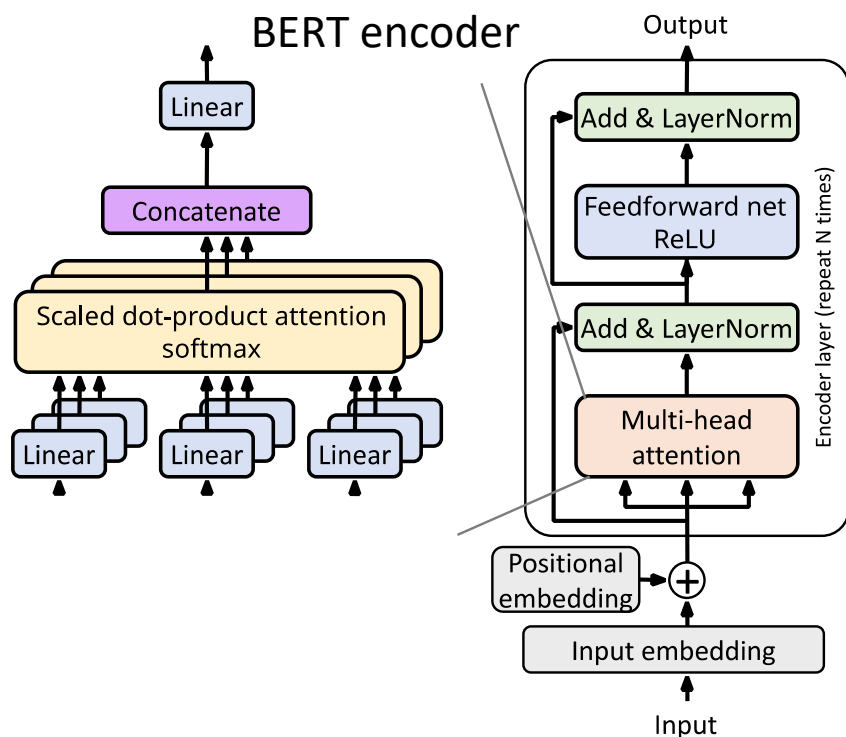 BERT encoder
Linear
Concatenate
Scaled dot-product attention
softmax
Linear
Linear
Linear
Output
Add & LayerNorm
Feedforward net
ReLU
Add & LayerNorm
Multi-head
attention
Encoder layer (repeat N times)
Positional
embedding
+
Input embedding
Input